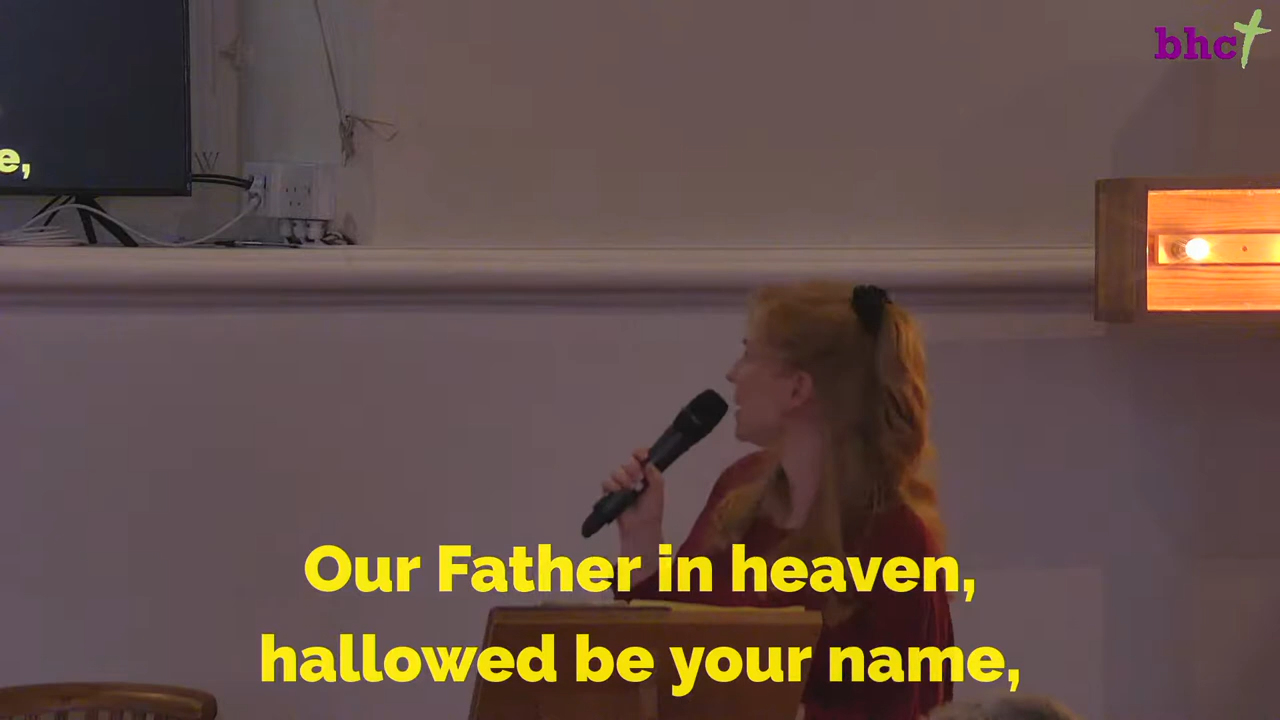 bhc
e,
W
Our Father in heaven,
hallowed be your name,